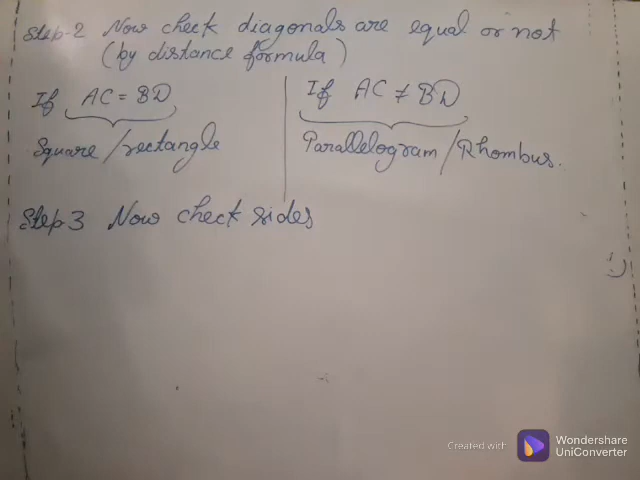 Step-2 Now check diagonals are equal or not
(by distance formula)
If AC = BD
Square/rectangle
If AC ≠ BD
Parallelogram/Rhombus.
Step 3 Now check sides
Created with
Wondershare
UniConverter